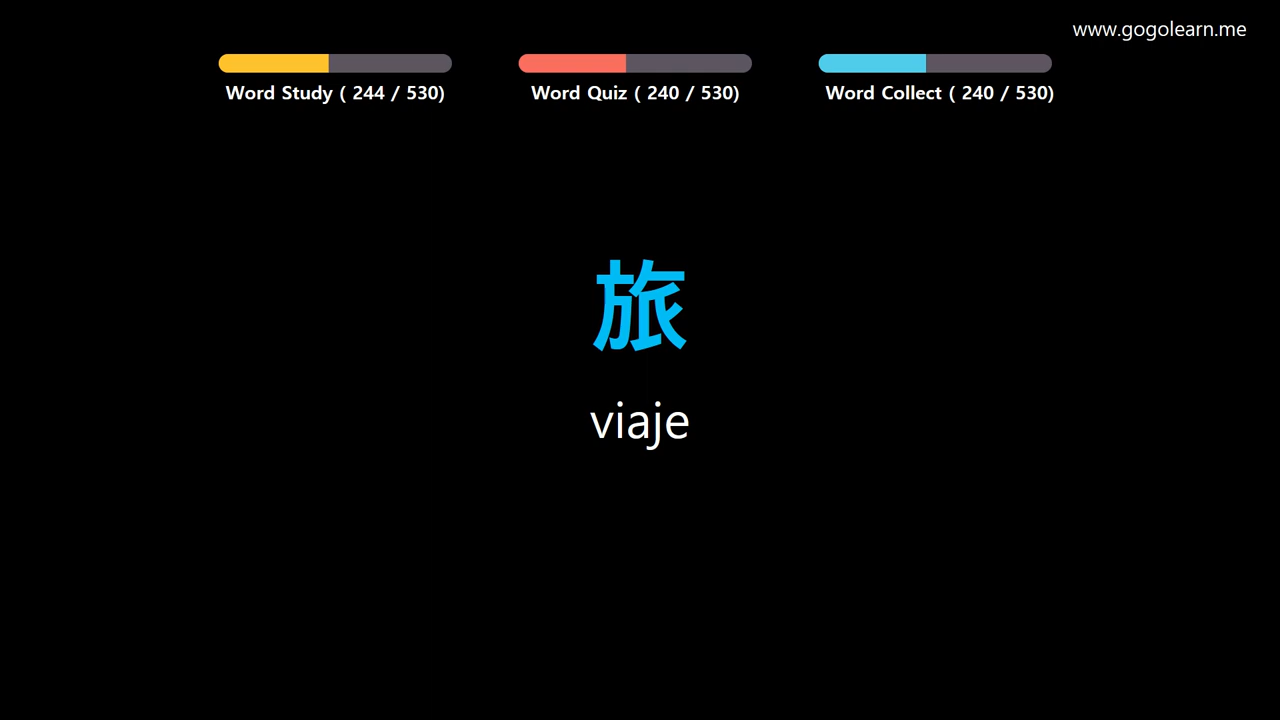 www.gogolearn.me
Word Study ( 244 / 530)
Word Quiz ( 240 / 530)
Word Collect ( 240 / 530)
旅
viaje